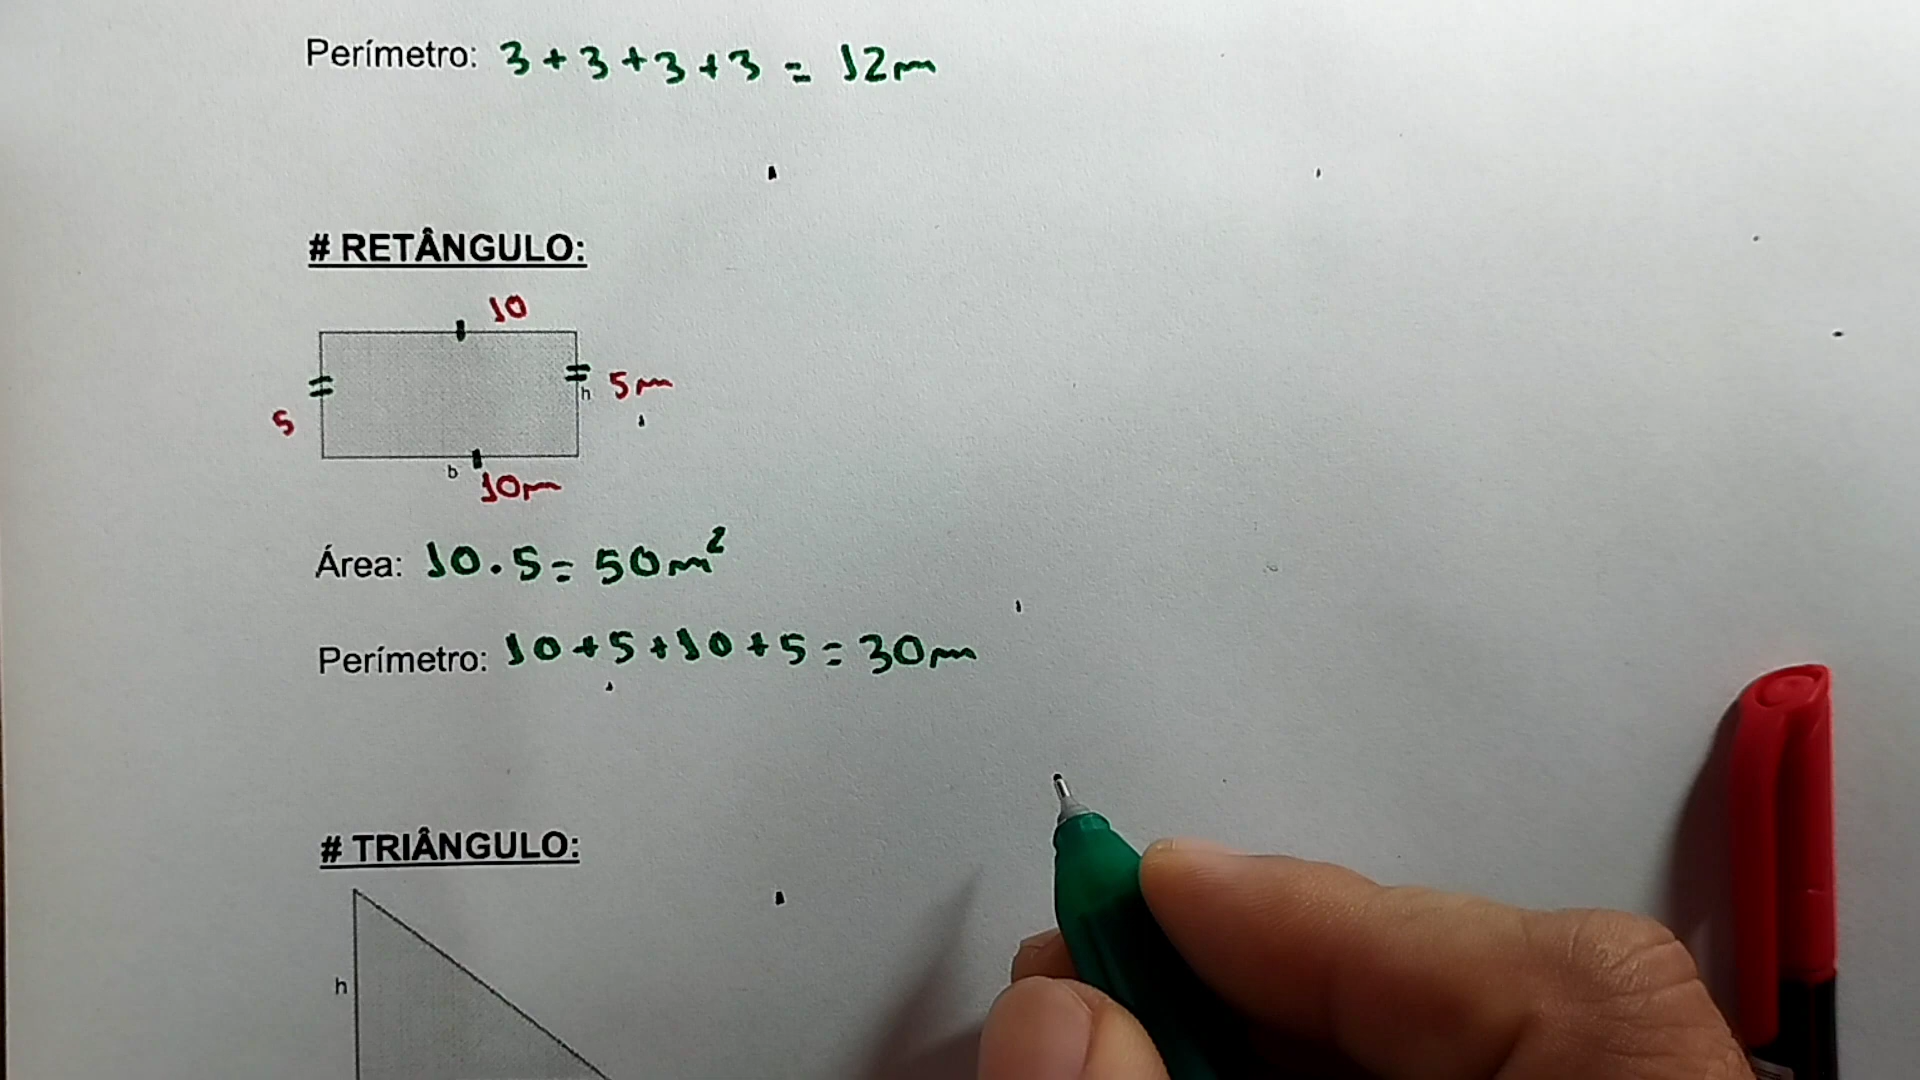 Perímetro: 3+3+3+3 = 12m
# RETÂNGULO:
10
h 5m
5
b 10m
Área: 10.5 = 50m²
Perímetro: 10+5+10+5 = 30m
# TRIÂNGULO:
h